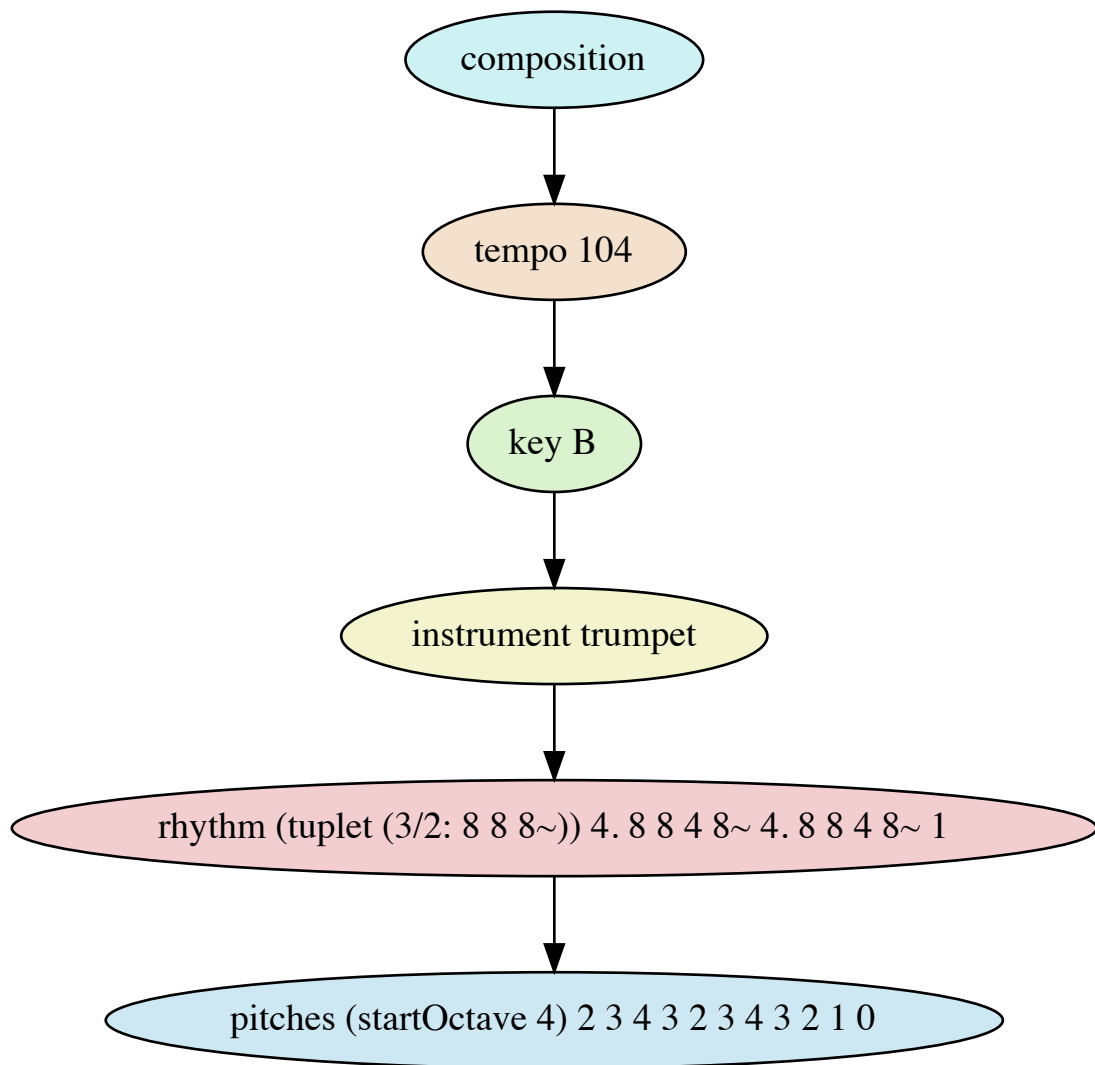 composition
tempo 104
key B
instrument trumpet
rhythm (tuplet (3/2: 8 8 8~)) 4. 8 8 4 8~ 4. 8 8 4 8~ 1
pitches (startOctave 4) 2 3 4 3 2 3 4 3 2 1 0